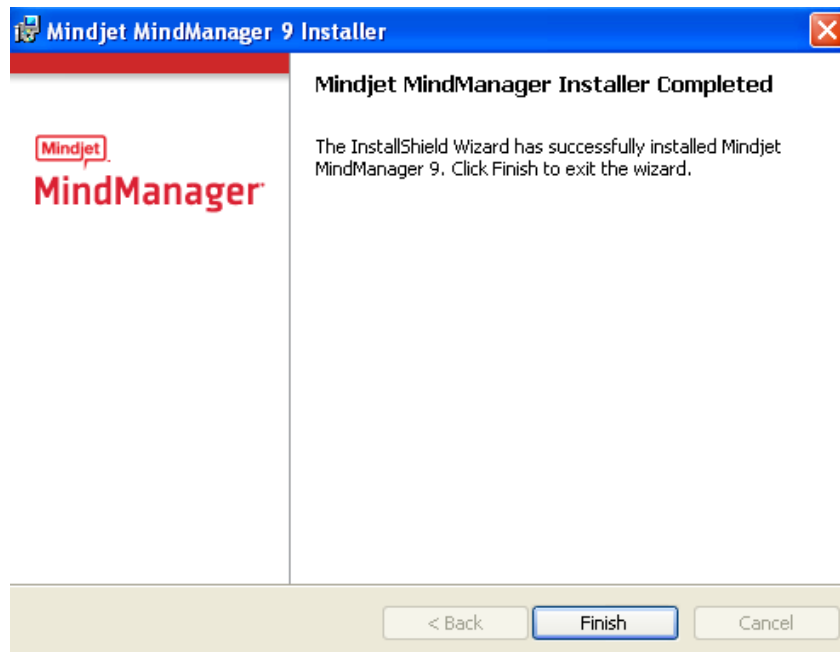 Mindjet MindManager 9 Installer
Mindjet MindManager Installer Completed
The InstallShield Wizard has successfully installed Mindjet
MindManager 9. Click Finish to exit the wizard.
Mindjet
MindManager
< Back
Finish
Cancel